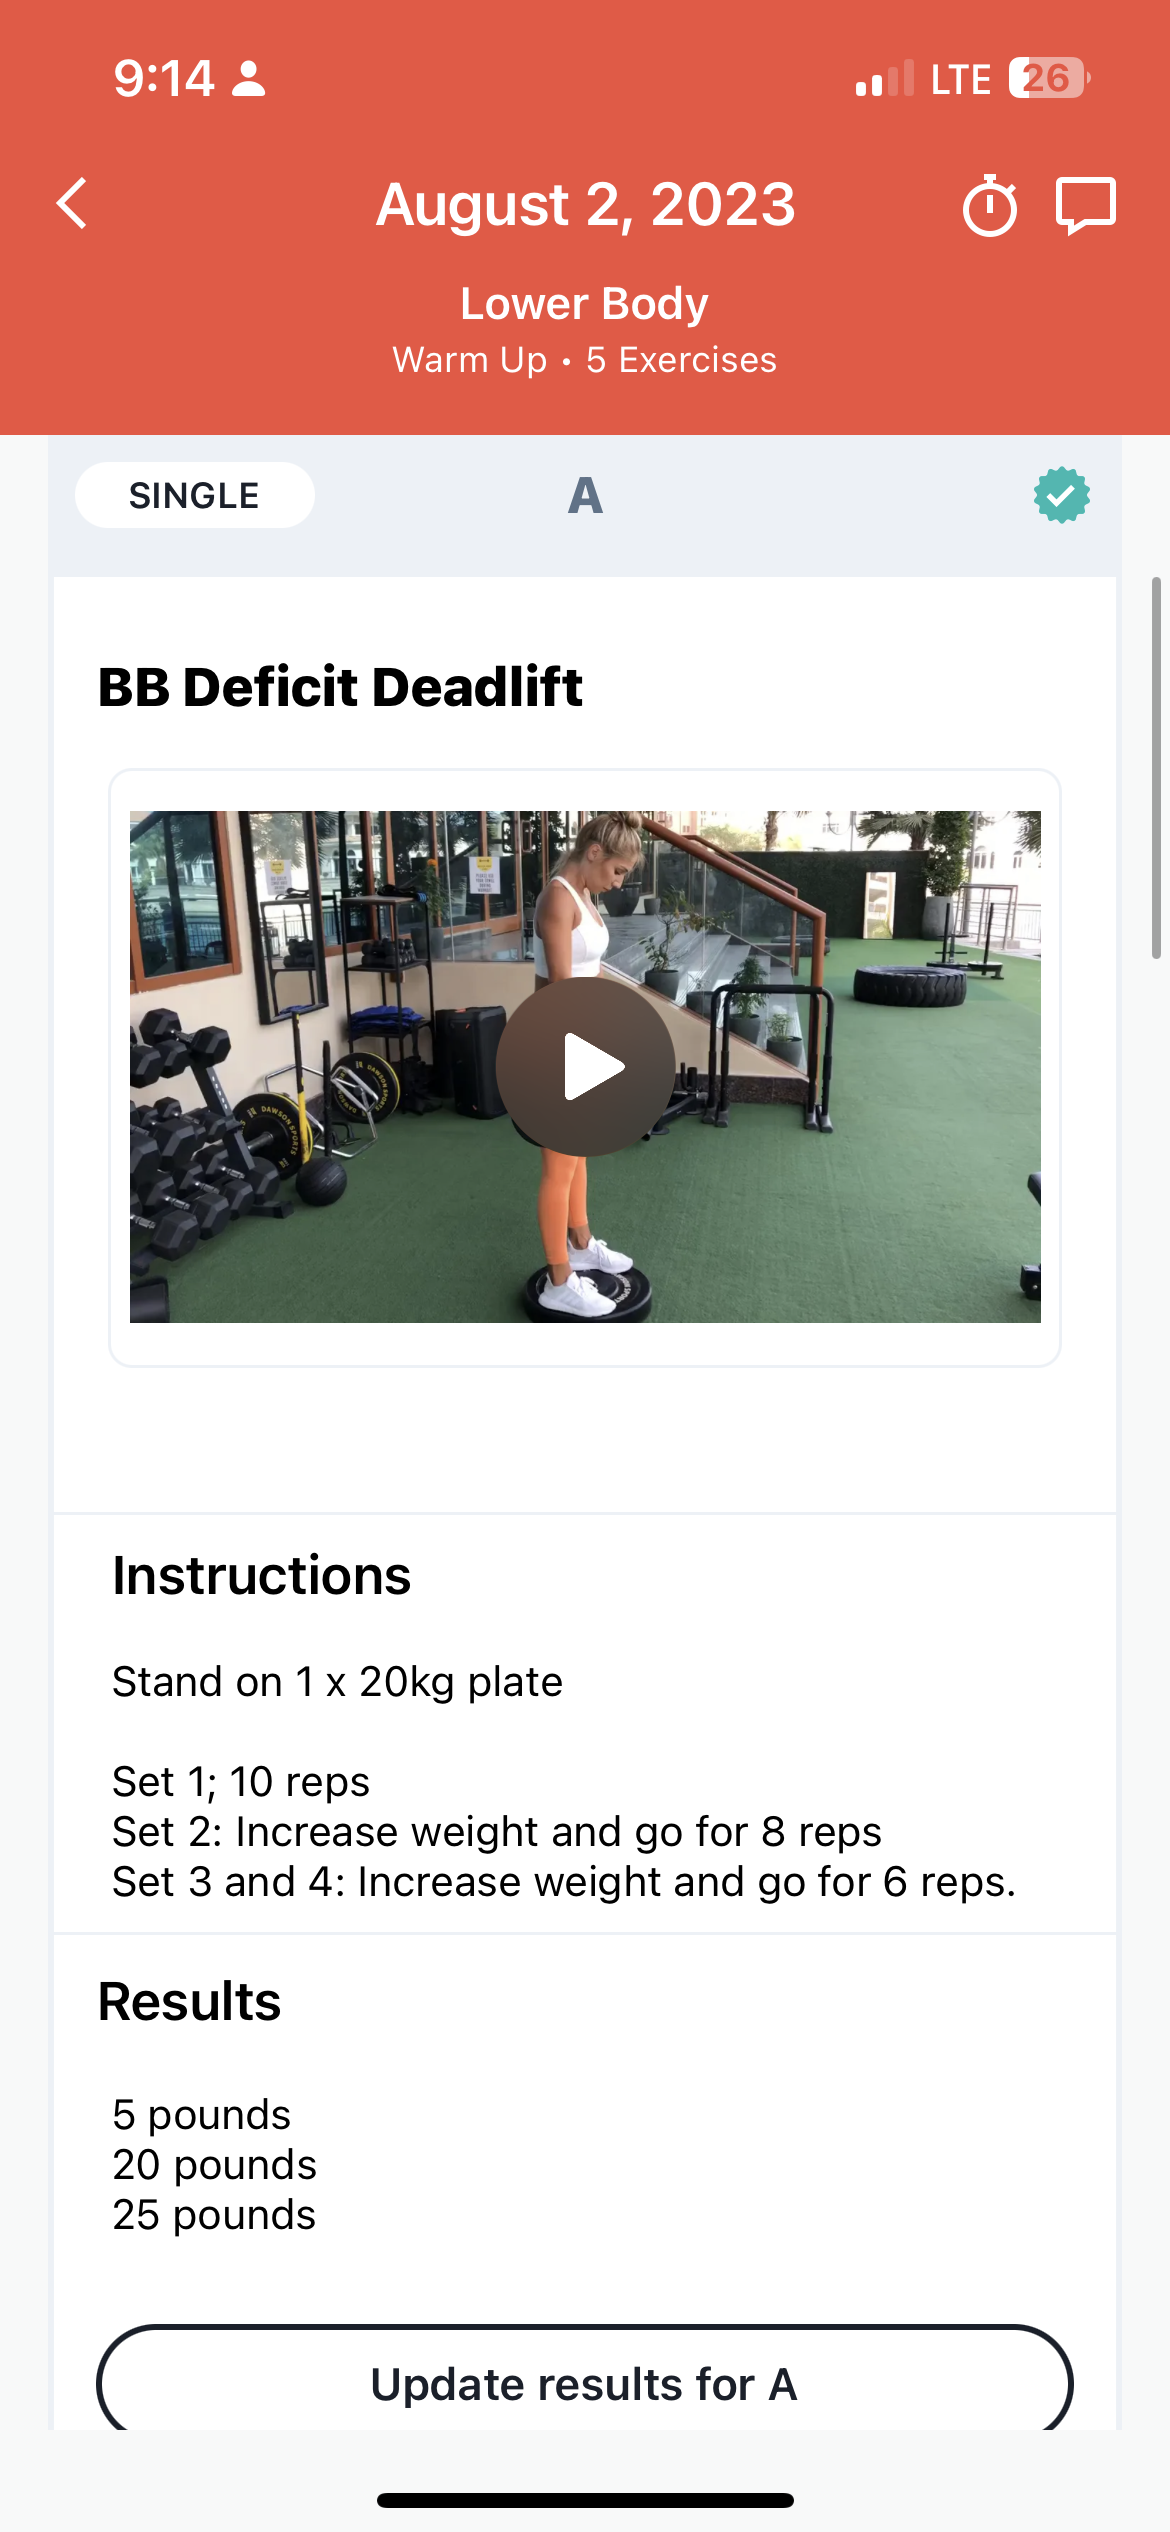 9:14
LTE
26
August 2, 2023
Lower Body
Warm Up • 5 Exercises
SINGLE
A
BB Deficit Deadlift
DAWSON SPORTS
DAWSON
Instructions
Stand on 1 x 20kg plate
Set 1; 10 reps
Set 2: Increase weight and go for 8 reps
Set 3 and 4: Increase weight and go for 6 reps.
Results
5 pounds
20 pounds
25 pounds
Update results for A